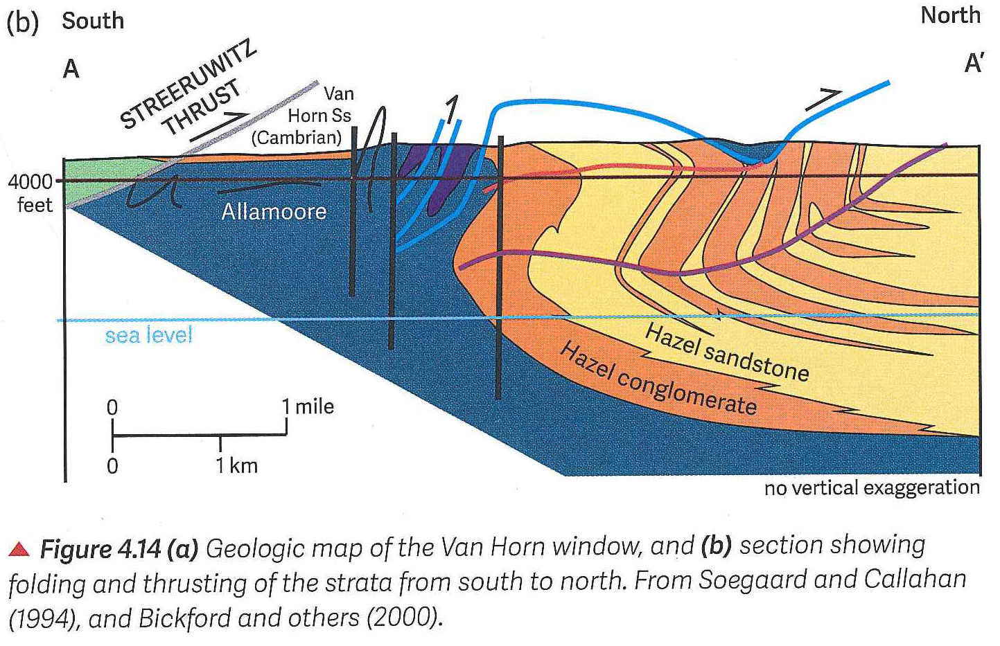 (b) South
North
A
A′
STREERUWITZ
THRUST
Van
Horn Ss
(Cambrian)
1
4000
feet
Allamoore
sea level
Hazel sandstone
Hazel conglomerate
0
1 mile
0
1 km
no vertical exaggeration
▲ Figure 4.14 (a) Geologic map of the Van Horn window, and (b) section showing
folding and thrusting of the strata from south to north. From Soegaard and Callahan
(1994), and Bickford and others (2000).